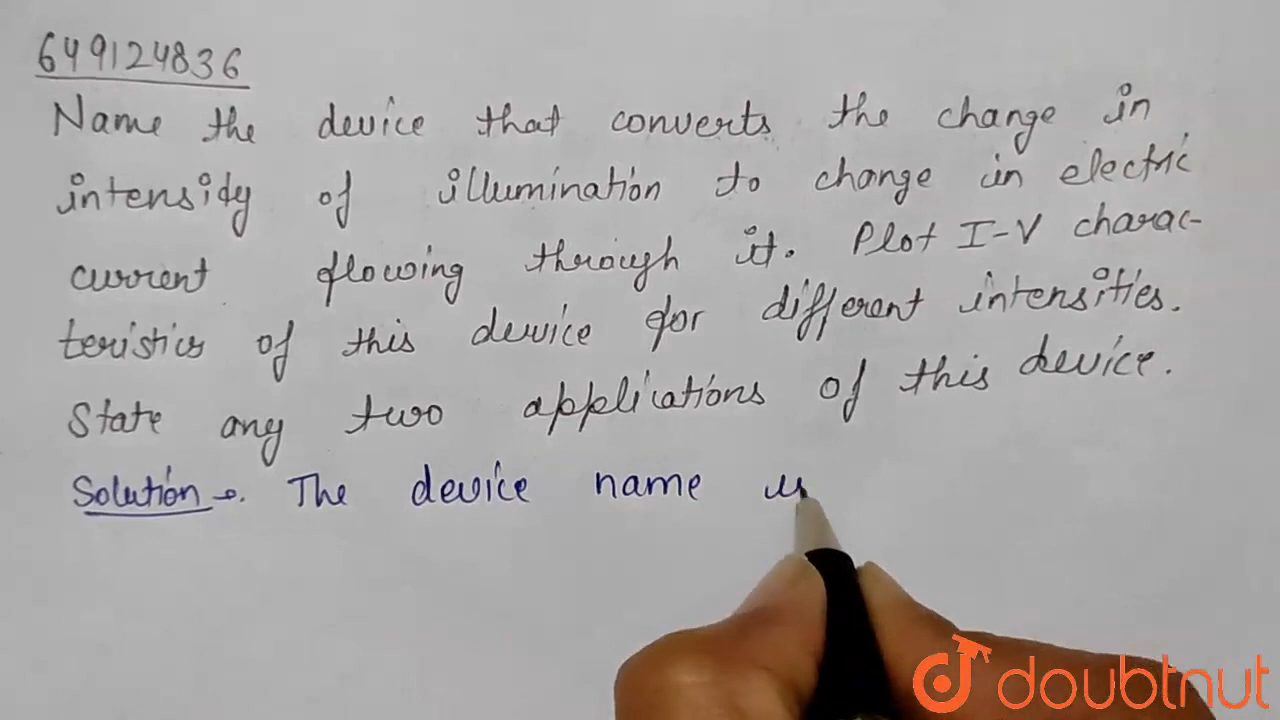 649124836
Name the device that converts the change in
intensity of illumination to change in electric
current flowing through it. Plot I-V charac-
teristics of this device for different intensities.
State any two applications of this device.
Solution →. The device name is
doubtnut